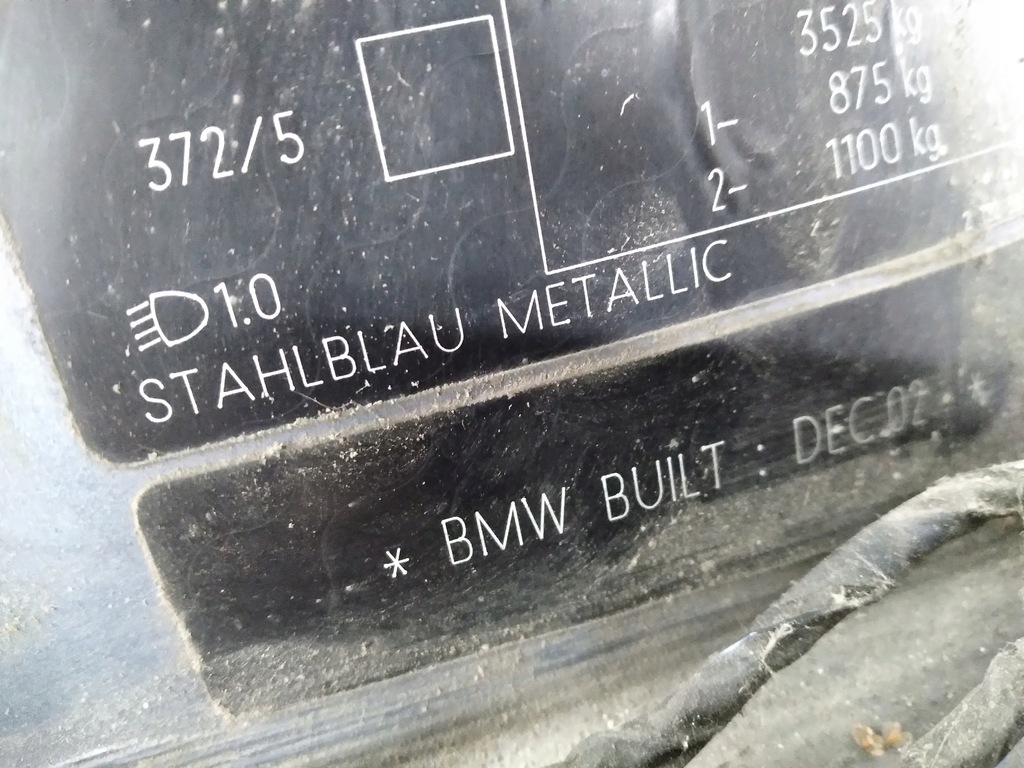 3525 kg
1- 875 kg
2- 1100 kg
372/5
1.0
STAHLBLAU METALLIC
* BMW BUILT : DEC.02 *